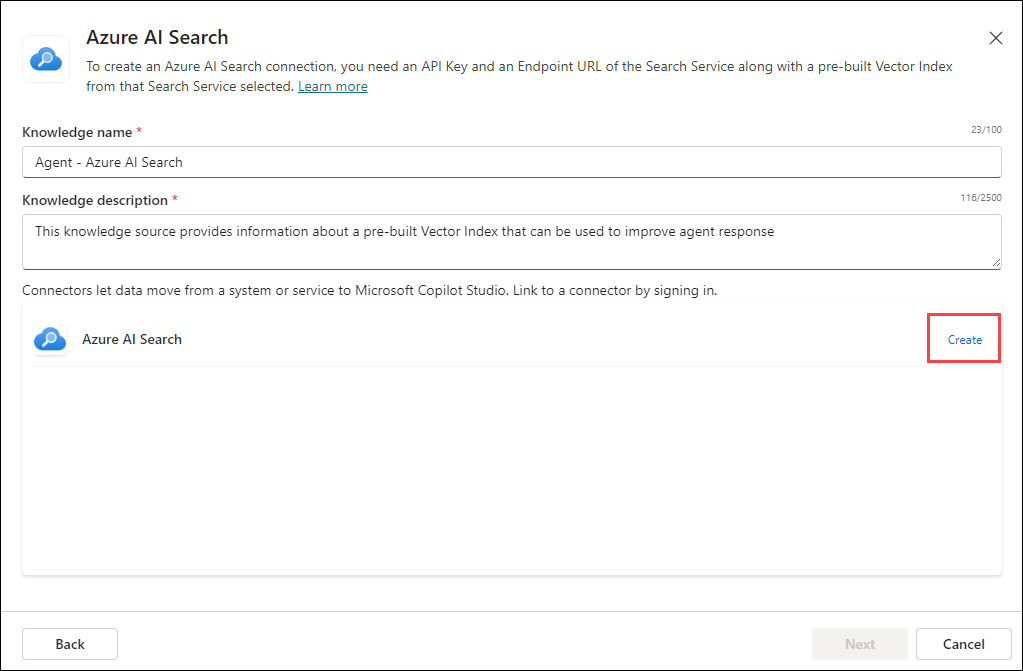 Azure AI Search
To create an Azure AI Search connection, you need an API Key and an Endpoint URL of the Search Service along with a pre-built Vector Index
from that Search Service selected. Learn more
Knowledge name *
23/100
Agent - Azure AI Search
Knowledge description *
116/2500
This knowledge source provides information about a pre-built Vector Index that can be used to improve agent response
Connectors let data move from a system or service to Microsoft Copilot Studio. Link to a connector by signing in.
Azure AI Search
Create
Back
Next
Cancel